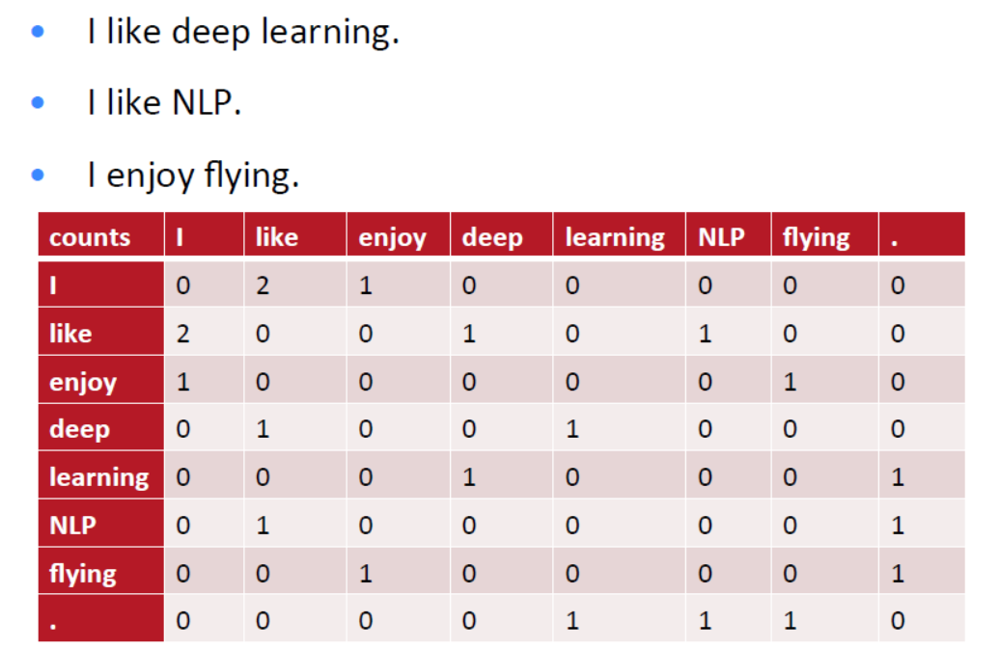 • I like deep learning.
• I like NLP.
• I enjoy flying.
counts I like enjoy deep learning NLP flying .
I 0 2 1 0 0 0 0 0
like 2 0 0 1 0 1 0 0
enjoy 1 0 0 0 0 0 1 0
deep 0 1 0 0 1 0 0 0
learning 0 0 0 1 0 0 0 1
NLP 0 1 0 0 0 0 0 1
flying 0 0 1 0 0 0 0 1
. 0 0 0 0 1 1 1 0